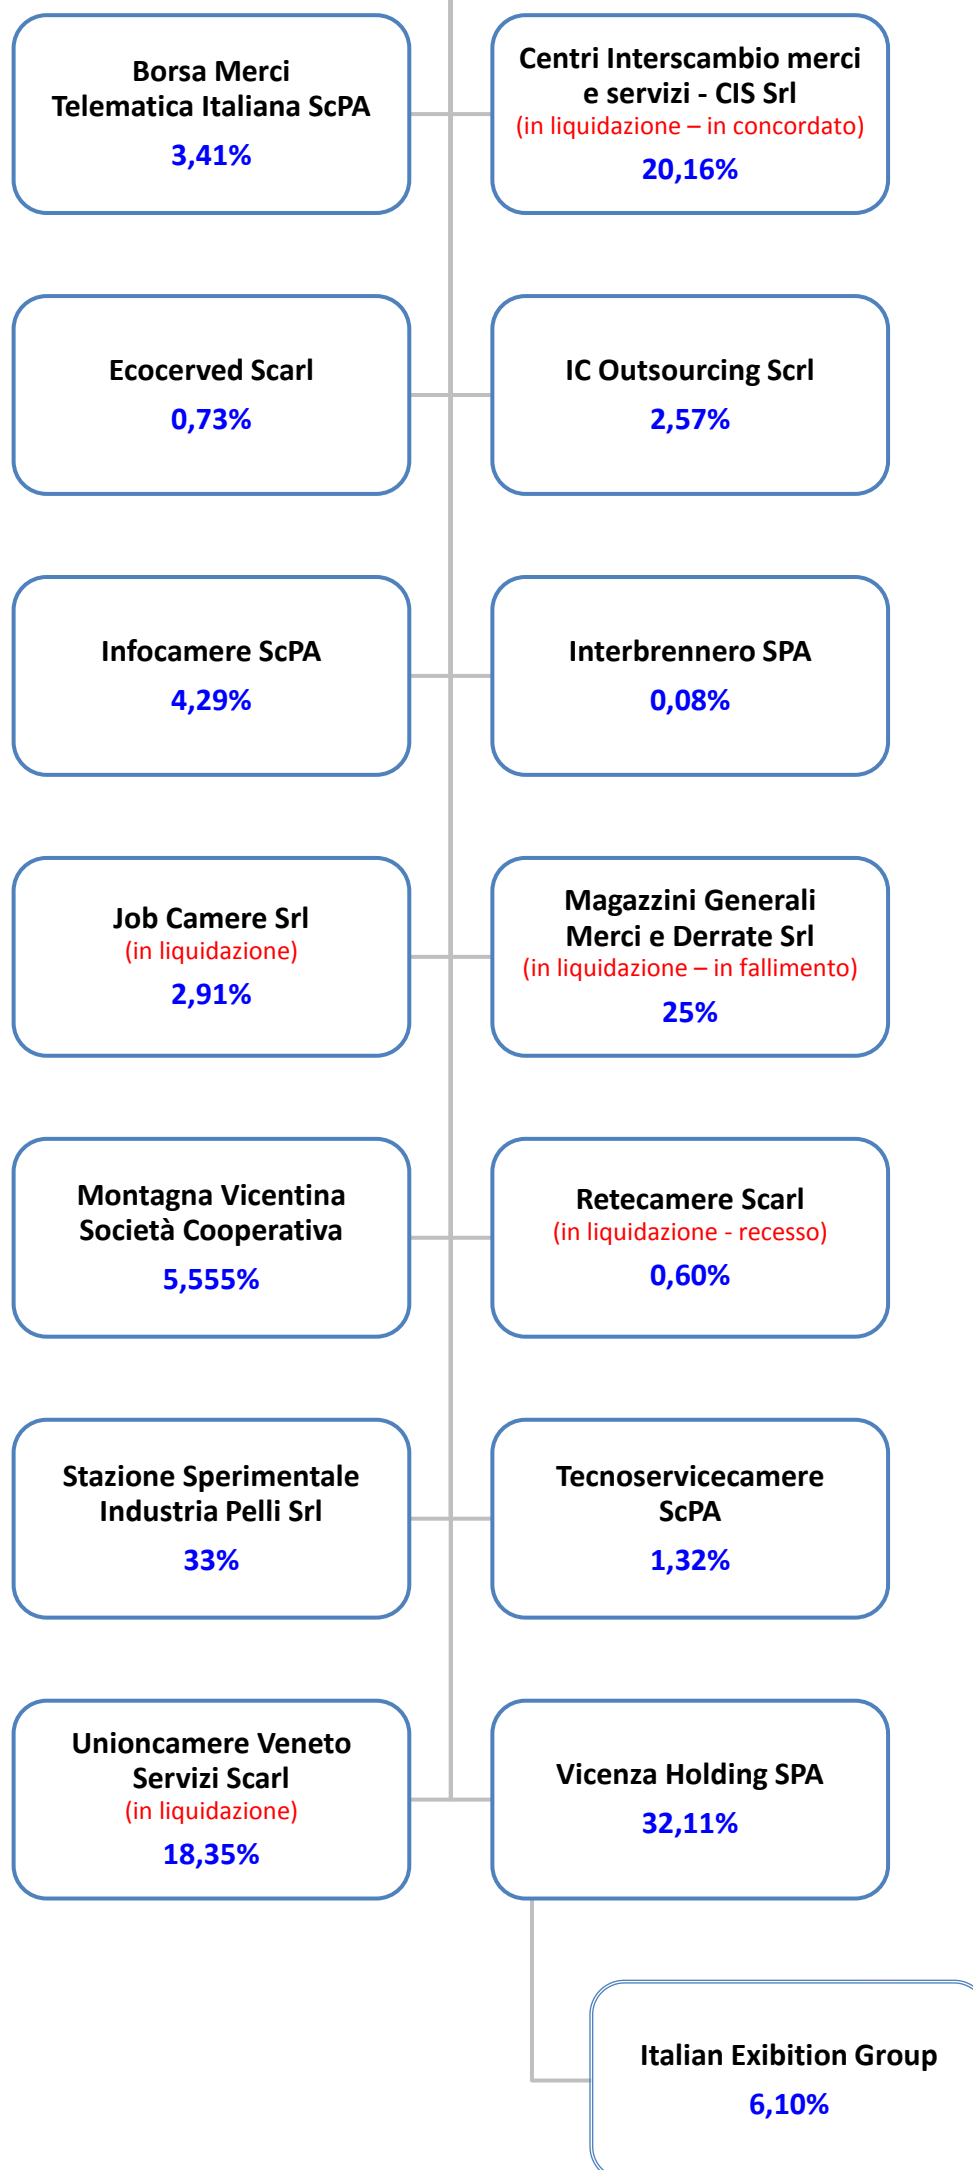 Borsa Merci
Telematica Italiana ScPA
3,41%
Centri Interscambio merci
e servizi - CIS Srl
(in liquidazione – in concordato)
20,16%
Ecocerved Scarl
0,73%
IC Outsourcing Scrl
2,57%
Infocamere ScPA
4,29%
Interbrennero SPA
0,08%
Job Camere Srl
(in liquidazione)
2,91%
Magazzini Generali
Merci e Derrate Srl
(in liquidazione – in fallimento)
25%
Montagna Vicentina
Società Cooperativa
5,555%
Retecamere Scarl
(in liquidazione - recesso)
0,60%
Stazione Sperimentale
Industria Pelli Srl
33%
Tecnoservicecamere
ScPA
1,32%
Unioncamere Veneto
Servizi Scarl
(in liquidazione)
18,35%
Vicenza Holding SPA
32,11%
Italian Exibition Group
6,10%